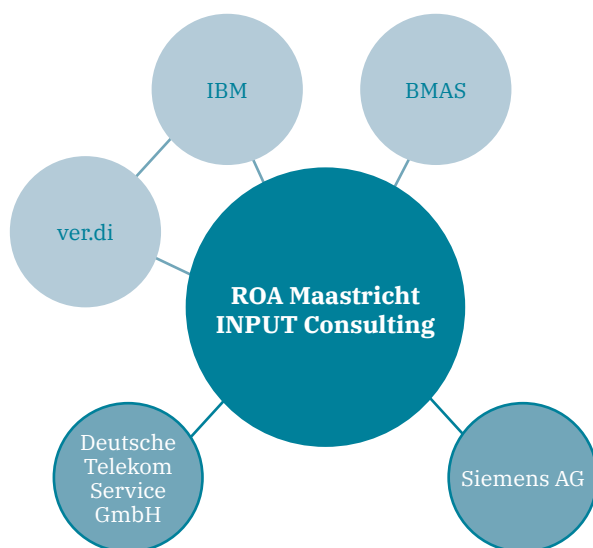 IBM
BMAS
ver.di
ROA Maastricht
INPUT Consulting
Deutsche
Telekom
Service
GmbH
Siemens AG